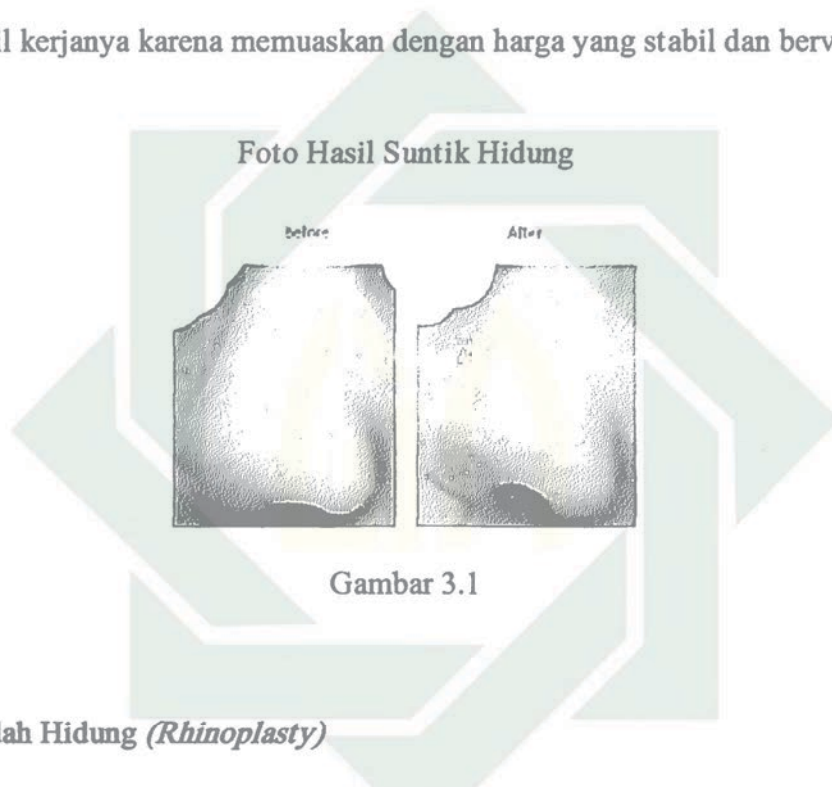 il kerjanya karena memuaskan dengan harga yang stabil dan berv
Foto Hasil Suntik Hidung
Before After
Gambar 3.1
lah Hidung (Rhinoplasty)